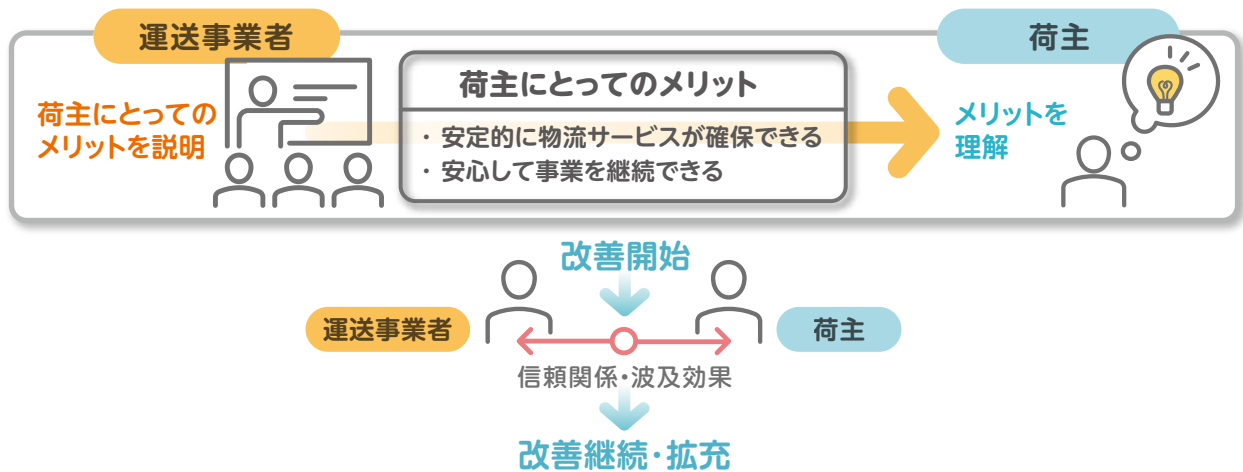 運送事業者
荷主
荷主にとっての
メリットを説明
荷主にとってのメリット
・ 安定的に物流サービスが確保できる
・ 安心して事業を継続できる
メリットを
理解
改善開始
運送事業者
荷主
信頼関係・波及効果
改善継続・拡充